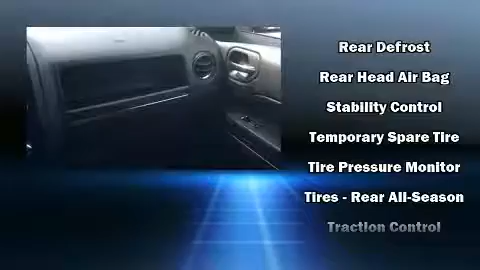 Rear Defrost
Rear Head Air Bag
Stability Control
Temporary Spare Tire
Tire Pressure Monitor
Tires - Rear All-Season
Traction Control